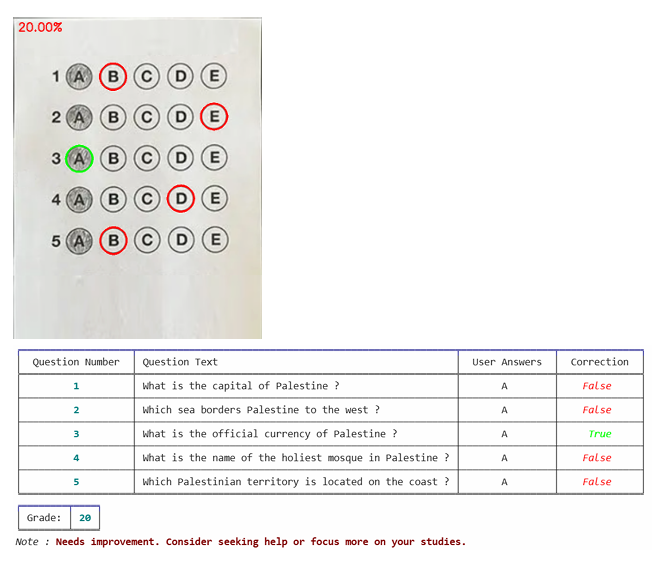 20.00%
1 A B C D E
2 A B C D E
3 A B C D E
4 A B C D E
5 A B C D E
Question Number Question Text User Answers Correction
1 What is the capital of Palestine ? A False
2 Which sea borders Palestine to the west ? A False
3 What is the official currency of Palestine ? A True
4 What is the name of the holiest mosque in Palestine ? A False
5 Which Palestinian territory is located on the coast ? A False
Grade: 20
Note : Needs improvement. Consider seeking help or focus more on your studies.